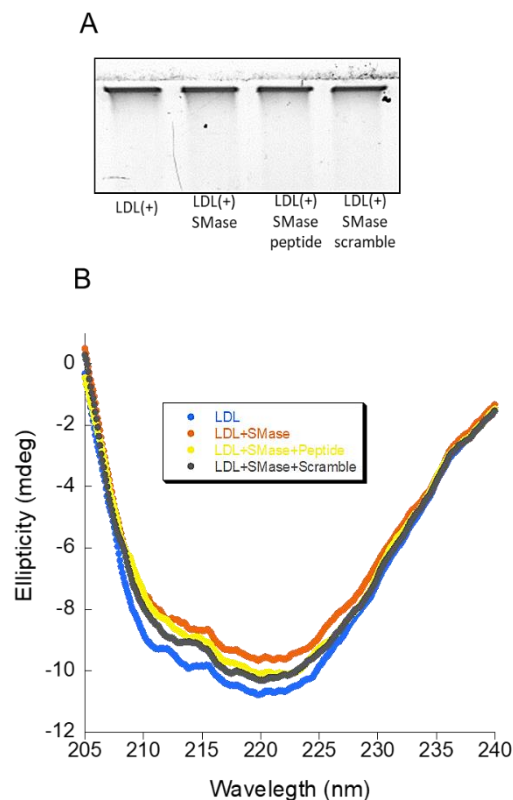 A
LDL(+)
LDL(+)
SMase
LDL(+)
SMase
peptide
LDL(+)
SMase
scramble
B
0
-2
-4
-6
-8
-10
-12
Ellipticity (mdeg)
LDL
LDL+SMase
LDL+SMase+Peptide
LDL+SMase+Scramble
205
210
215
220
225
230
235
240
Wavelegth (nm)